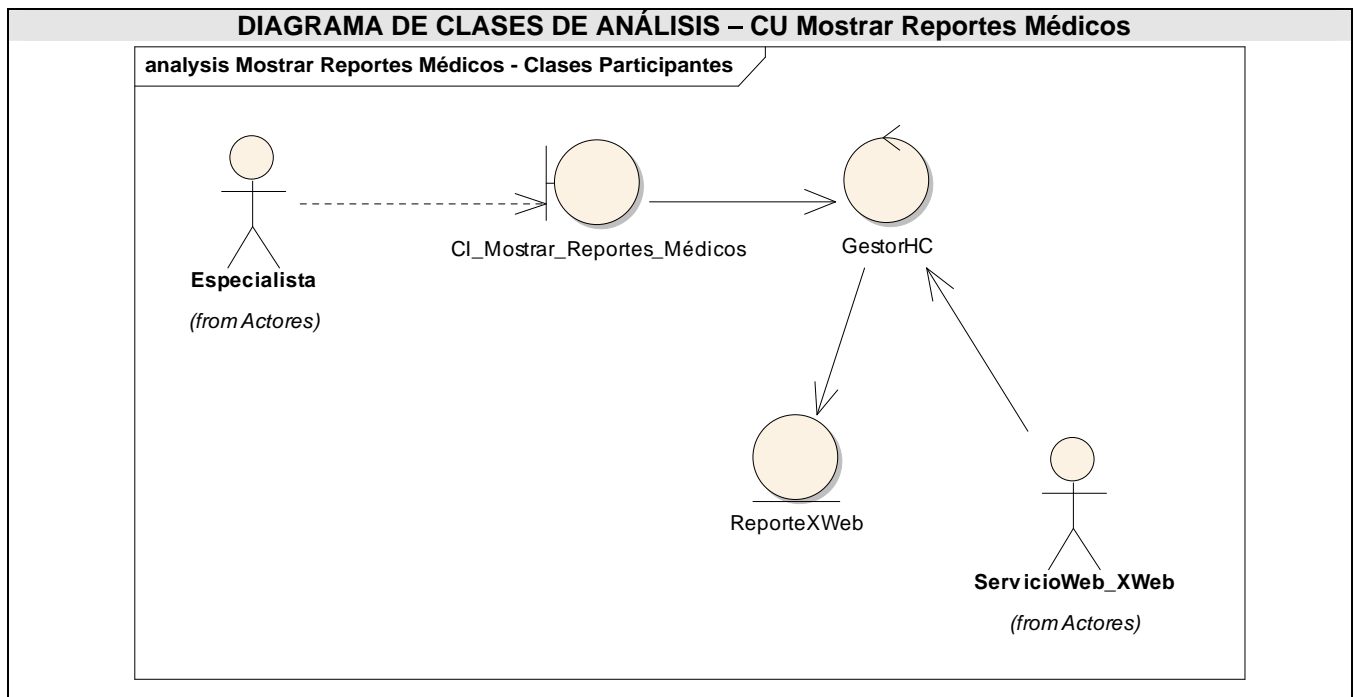 DIAGRAMA DE CLASES DE ANÁLISIS – CU Mostrar Reportes Médicos
analysis Mostrar Reportes Médicos - Clases Participantes
CI_Mostrar_Reportes_Médicos
GestorHC
Especialista
(from Actores)
ReporteXWeb
ServicioWeb_XWeb
(from Actores)